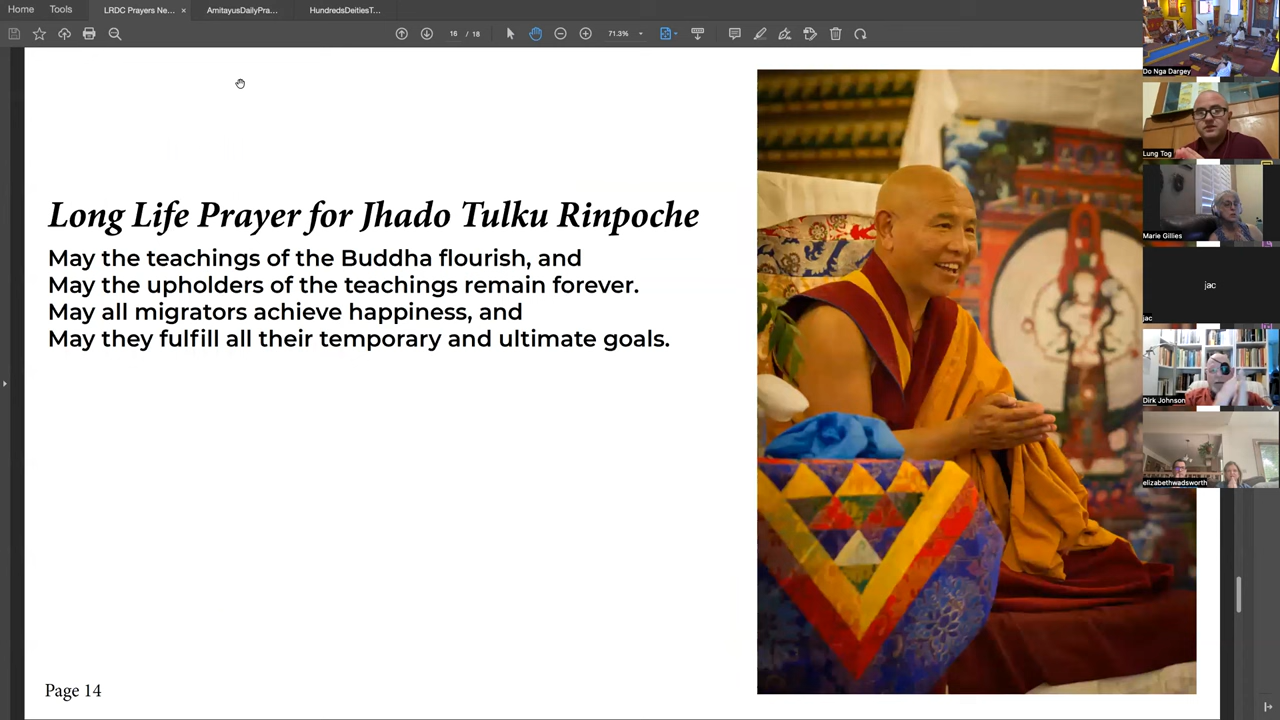 Home Tools LRDC Prayers Ne... × AmitayusDailyPra... HundredsDeitiesT...
16 / 18 71.3%
Long Life Prayer for Jhado Tulku Rinpoche
May the teachings of the Buddha flourish, and
May the upholders of the teachings remain forever.
May all migrators achieve happiness, and
May they fulfill all their temporary and ultimate goals.
Page 14
Do Nga Dargey
Lung Tog
Marie Gillies
jac
jac
Dirk Johnson
elizabethwadsworth